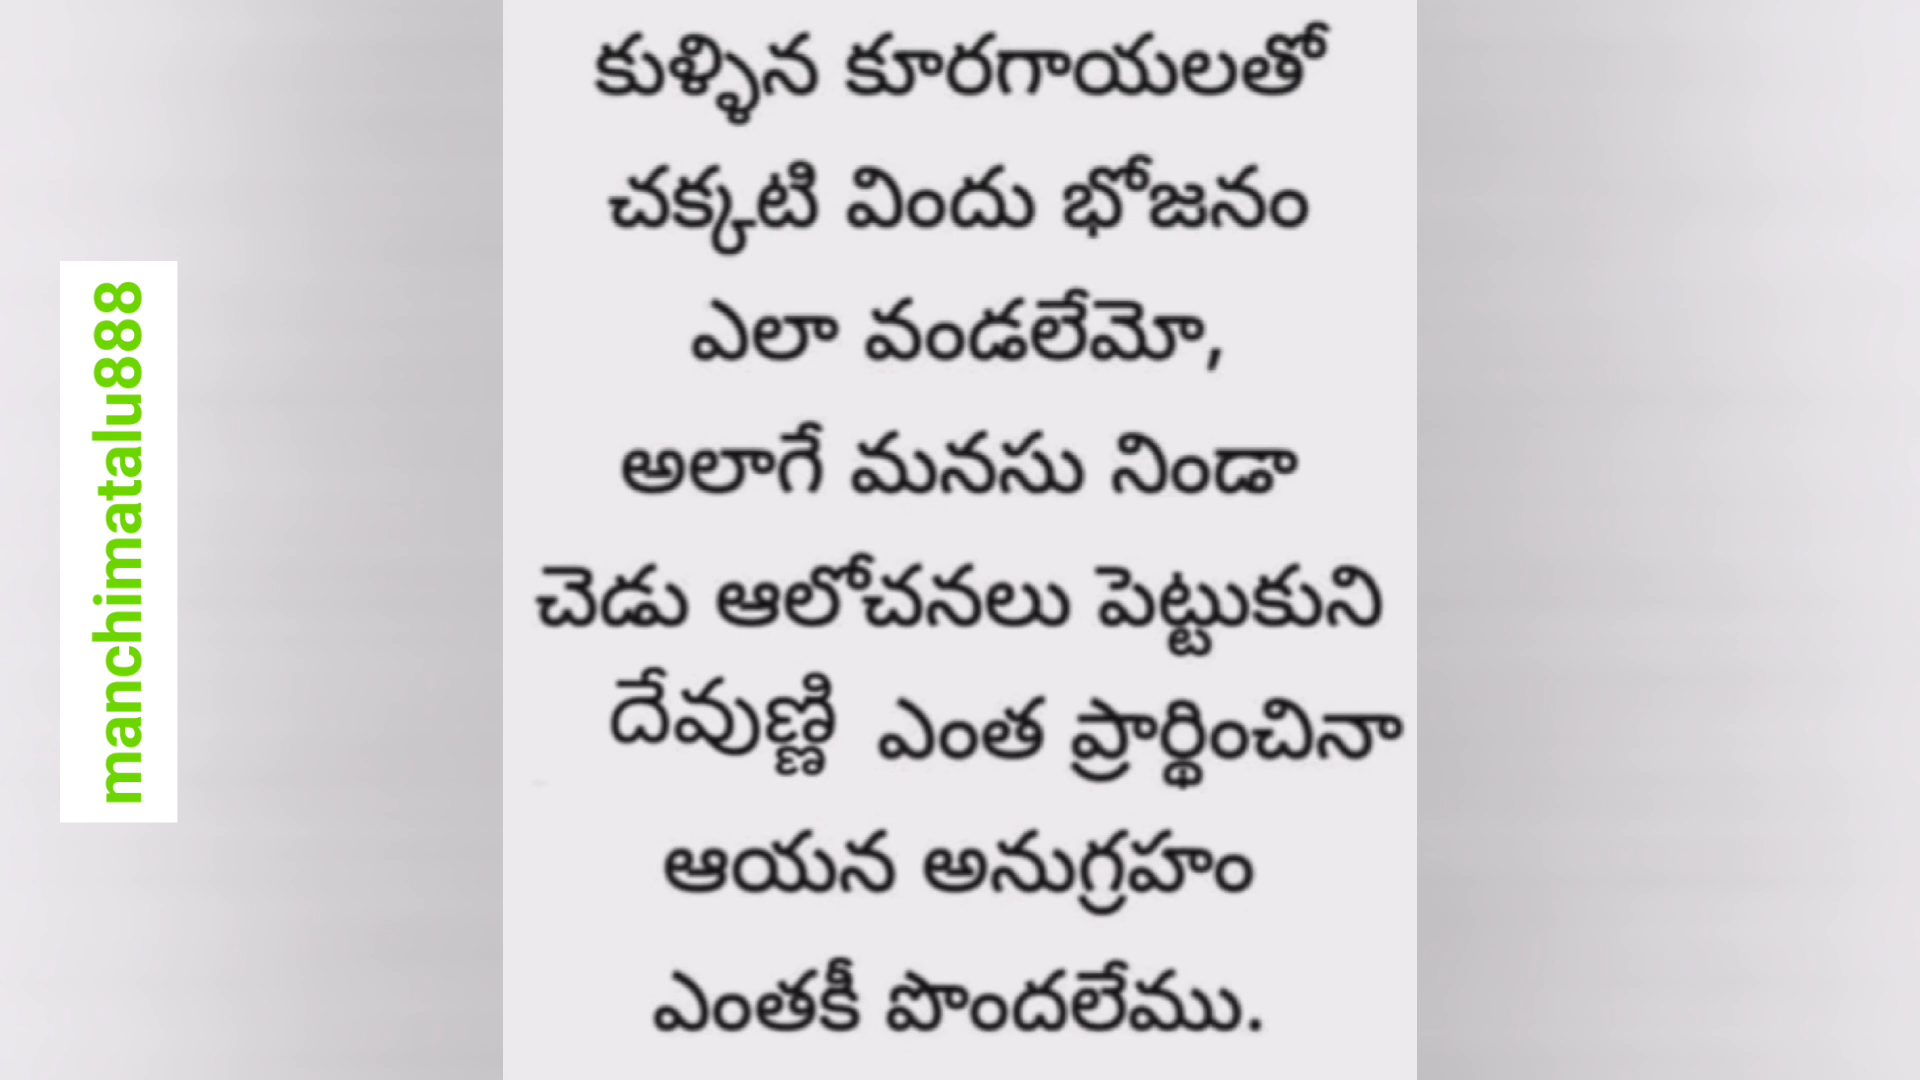 manchimatalu888
కుళ్ళిన కూరగాయలతో
చక్కటి విందు భోజనం
ఎలా వండలేమో,
అలాగే మనసు నిండా
చెడు ఆలోచనలు పెట్టుకుని
దేవుణ్ణి ఎంత ప్రార్థించినా
ఆయన అనుగ్రహం
ఎంతకీ పొందలేము.